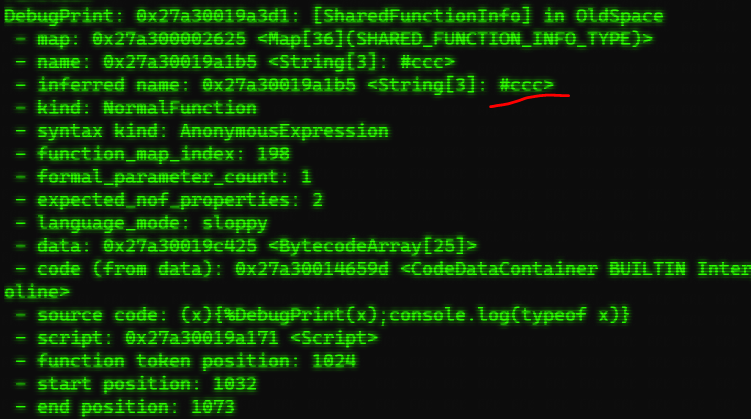 DebugPrint: 0x27a30019a3d1: [SharedFunctionInfo] in OldSpace
- map: 0x27a300002625 <Map[36]{SHARED_FUNCTION_INFO_TYPE}>
- name: 0x27a30019a1b5 <String[3]: #ccc>
- inferred name: 0x27a30019a1b5 <String[3]: #ccc>
- kind: NormalFunction
- syntax kind: AnonymousExpression
- function_map_index: 198
- formal_parameter_count: 1
- expected_nof_properties: 2
- language_mode: sloppy
- data: 0x27a30019c425 <BytecodeArray[25]>
- code (from data): 0x27a30014659d <CodeDataContainer BUILTIN Inter
oline>
- source code: (x){%DebugPrint(x);console.log(typeof x)}
- script: 0x27a30019a171 <Script>
- function token position: 1024
- start position: 1032
- end position: 1073